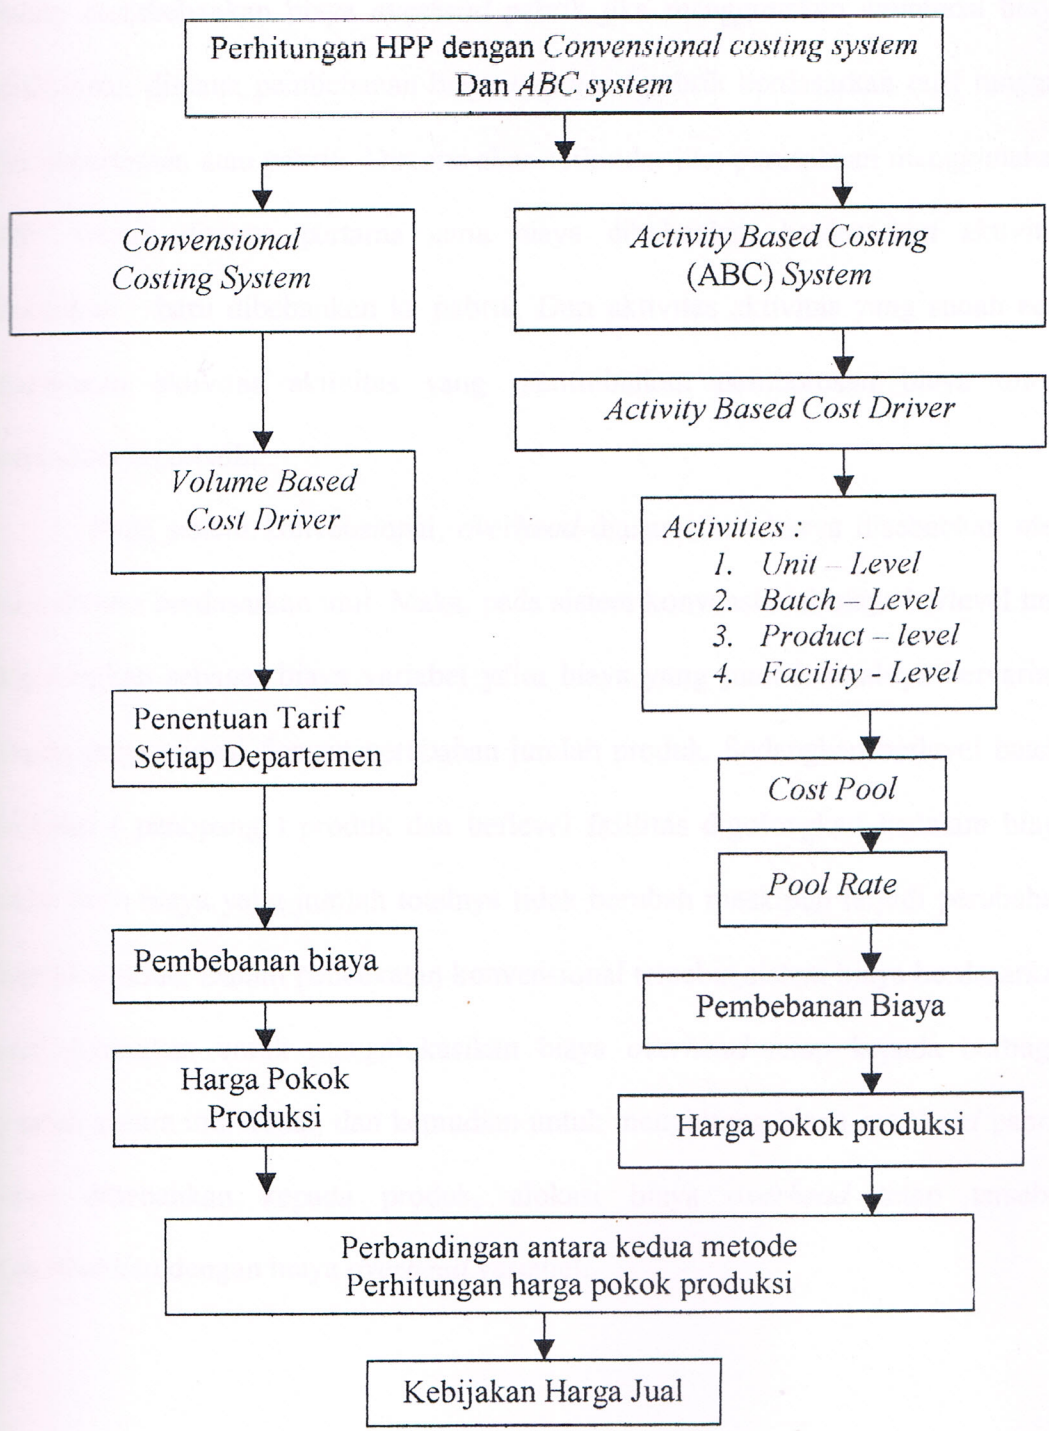 Perhitungan HPP dengan Convensional costing system
Dan ABC system
Convensional
Costing System
Activity Based Costing
(ABC) System
Activity Based Cost Driver
Volume Based
Cost Driver
Activities :
1. Unit – Level
2. Batch – Level
3. Product – level
4. Facility - Level
Penentuan Tarif
Setiap Departemen
Cost Pool
Pool Rate
Pembebanan biaya
Pembebanan Biaya
Harga Pokok
Produksi
Harga pokok produksi
Perbandingan antara kedua metode
Perhitungan harga pokok produksi
Kebijakan Harga Jual